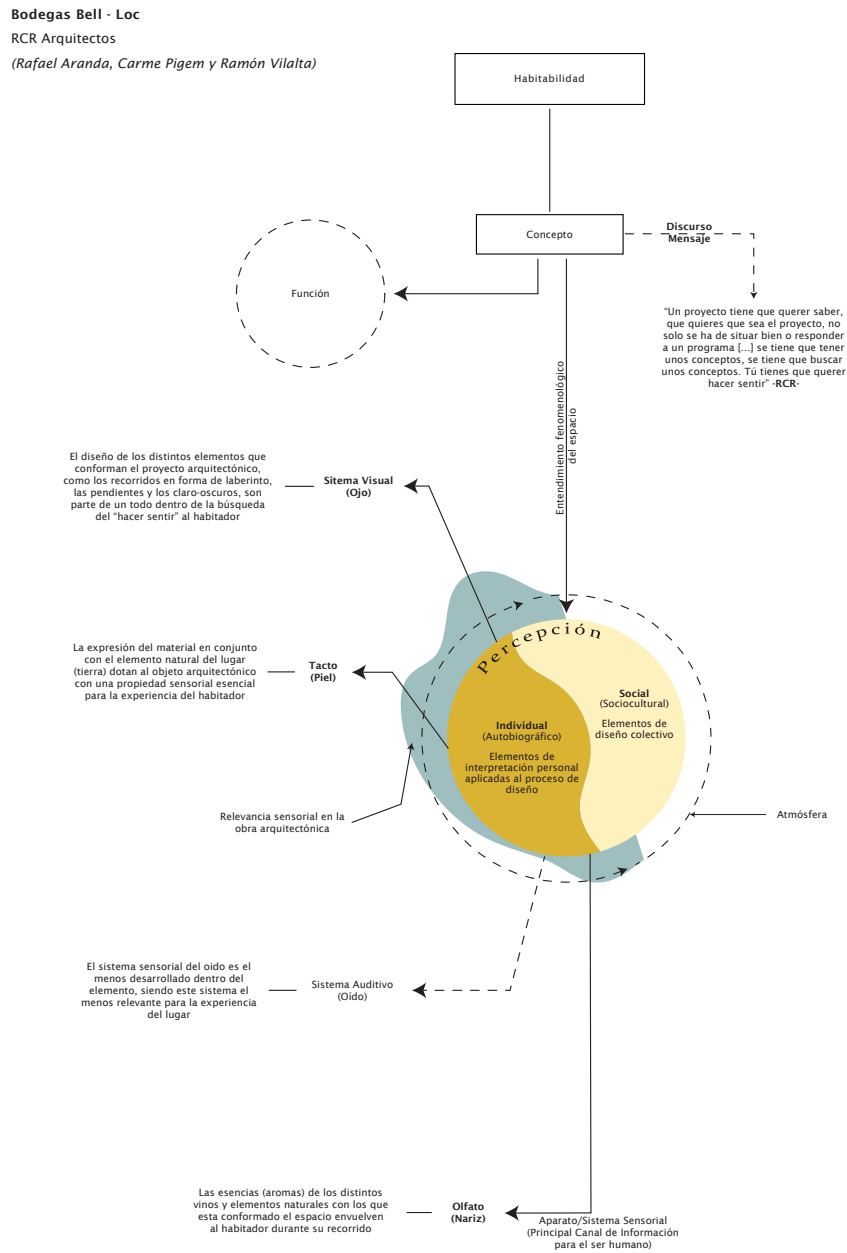 Bodegas Bell - Loc
RCR Arquitectos
(Rafael Aranda, Carme Pigem y Ramón Vilalta)
Habitabilidad
Concepto
Discurso
Mensaje
Función
“Un proyecto tiene que querer saber,
que quieres que sea el proyecto, no
solo se ha de situar bien o responder
a un programa [...] se tiene que tener
unos conceptos, se tiene que buscar
unos conceptos. Tú tienes que querer
hacer sentir” -RCR-
Entendimiento fenomenológico
del espacio
El diseño de los distintos elementos que
conforman el proyecto arquitectónico,
como los recorridos en forma de laberinto,
las pendientes y los claro-oscuros, son
parte de un todo dentro de la búsqueda
del “hacer sentir” al habitador
Sitema Visual
(Ojo)
Percepción
La expresión del material en conjunto
con el elemento natural del lugar
(tierra) dotan al objeto arquitectónico
con una propiedad sensorial esencial
para la experiencia del habitador
Tacto
(Piel)
Social
(Sociocultural)
Elementos de
diseño colectivo
Individual
(Autobiográfico)
Elementos de
interpretación personal
aplicadas al proceso de
diseño
Relevancia sensorial en la
obra arquitectónica
Atmósfera
El sistema sensorial del oido es el
menos desarrollado dentro del
elemento, siendo este sistema el
menos relevante para la experiencia
del lugar
Sistema Auditivo
(Oído)
Las esencias (aromas) de los distintos
vinos y elementos naturales con los que
esta conformado el espacio envuelven
al habitador durante su recorrido
Olfato
(Nariz)
Aparato/Sistema Sensorial
(Principal Canal de Información
para el ser humano)